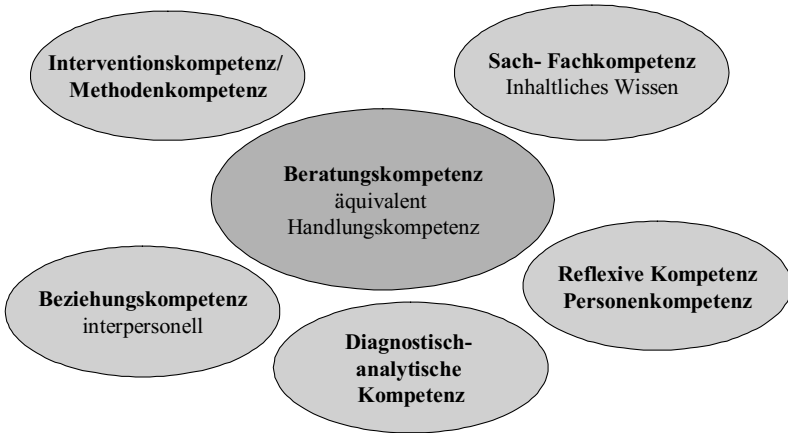 Interventionskompetenz/
Methodenkompetenz
Sach- Fachkompetenz
Inhaltliches Wissen
Beratungskompetenz
äquivalent
Handlungskompetenz
Beziehungskompetenz
interpersonell
Reflexive Kompetenz
Personenkompetenz
Diagnostisch-
analytische
Kompetenz